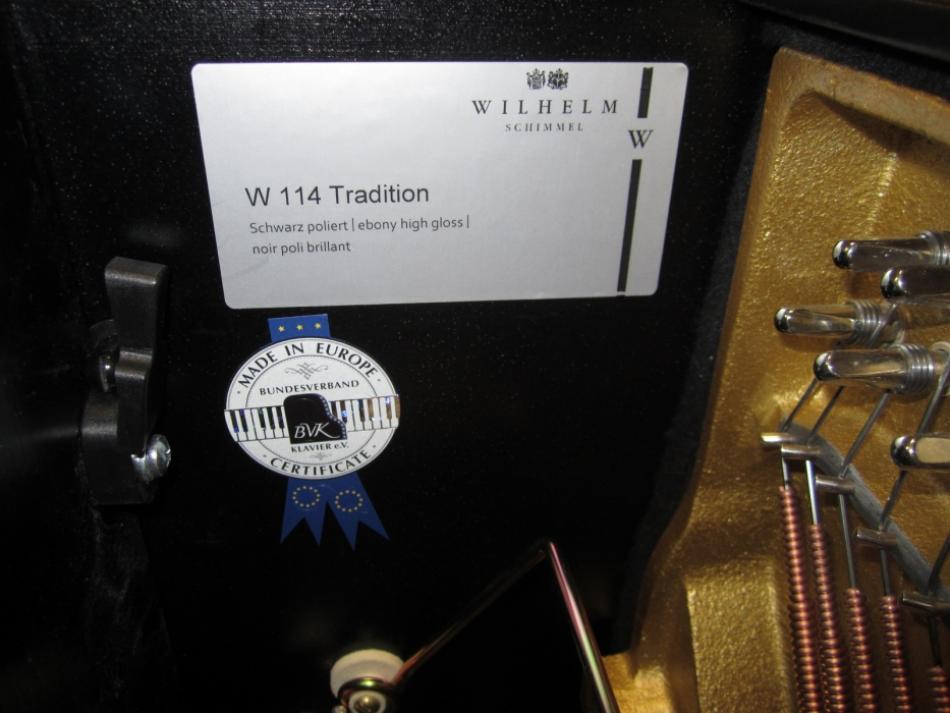 WILHELM
SCHIMMEL
W
W 114 Tradition
Schwarz poliert | ebony high gloss |
noir poli brillant
· MADE IN EUROPE ·
BUNDESVERBAND
BVK
KLAVIER e.V.
· CERTIFICATE ·